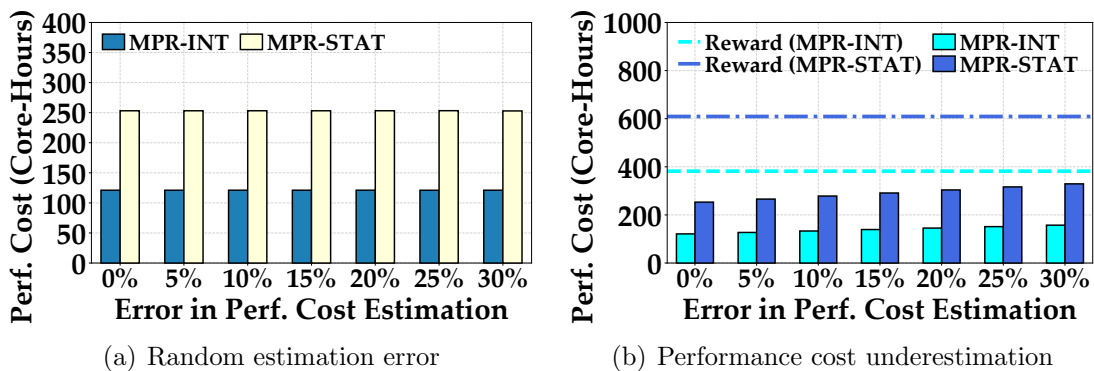 400
350
300
250
200
150
100
50
0
Perf. Cost (Core-Hours)
MPR-INT MPR-STAT
0% 5% 10% 15% 20% 25% 30%
Error in Perf. Cost Estimation
(a) Random estimation error
1000
800
600
400
200
0
Perf. Cost (Core-Hours)
Reward (MPR-INT) MPR-INT
Reward (MPR-STAT) MPR-STAT
0% 5% 10% 15% 20% 25% 30%
Error in Perf. Cost Estimation
(b) Performance cost underestimation